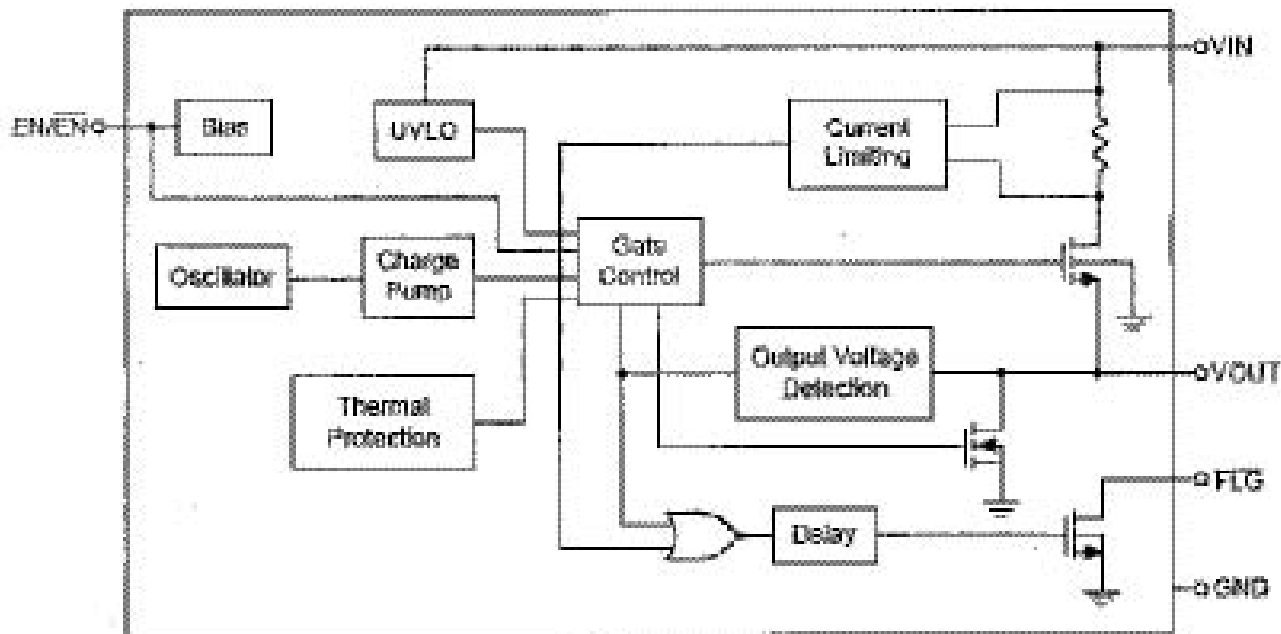 VIN
EN/EN
Bias
UVLO
Current
Limiting
Gate
Control
Oscillator
Charge
Pump
Output Voltage
Detection
VOUT
Thermal
Protection
FLG
Delay
GND